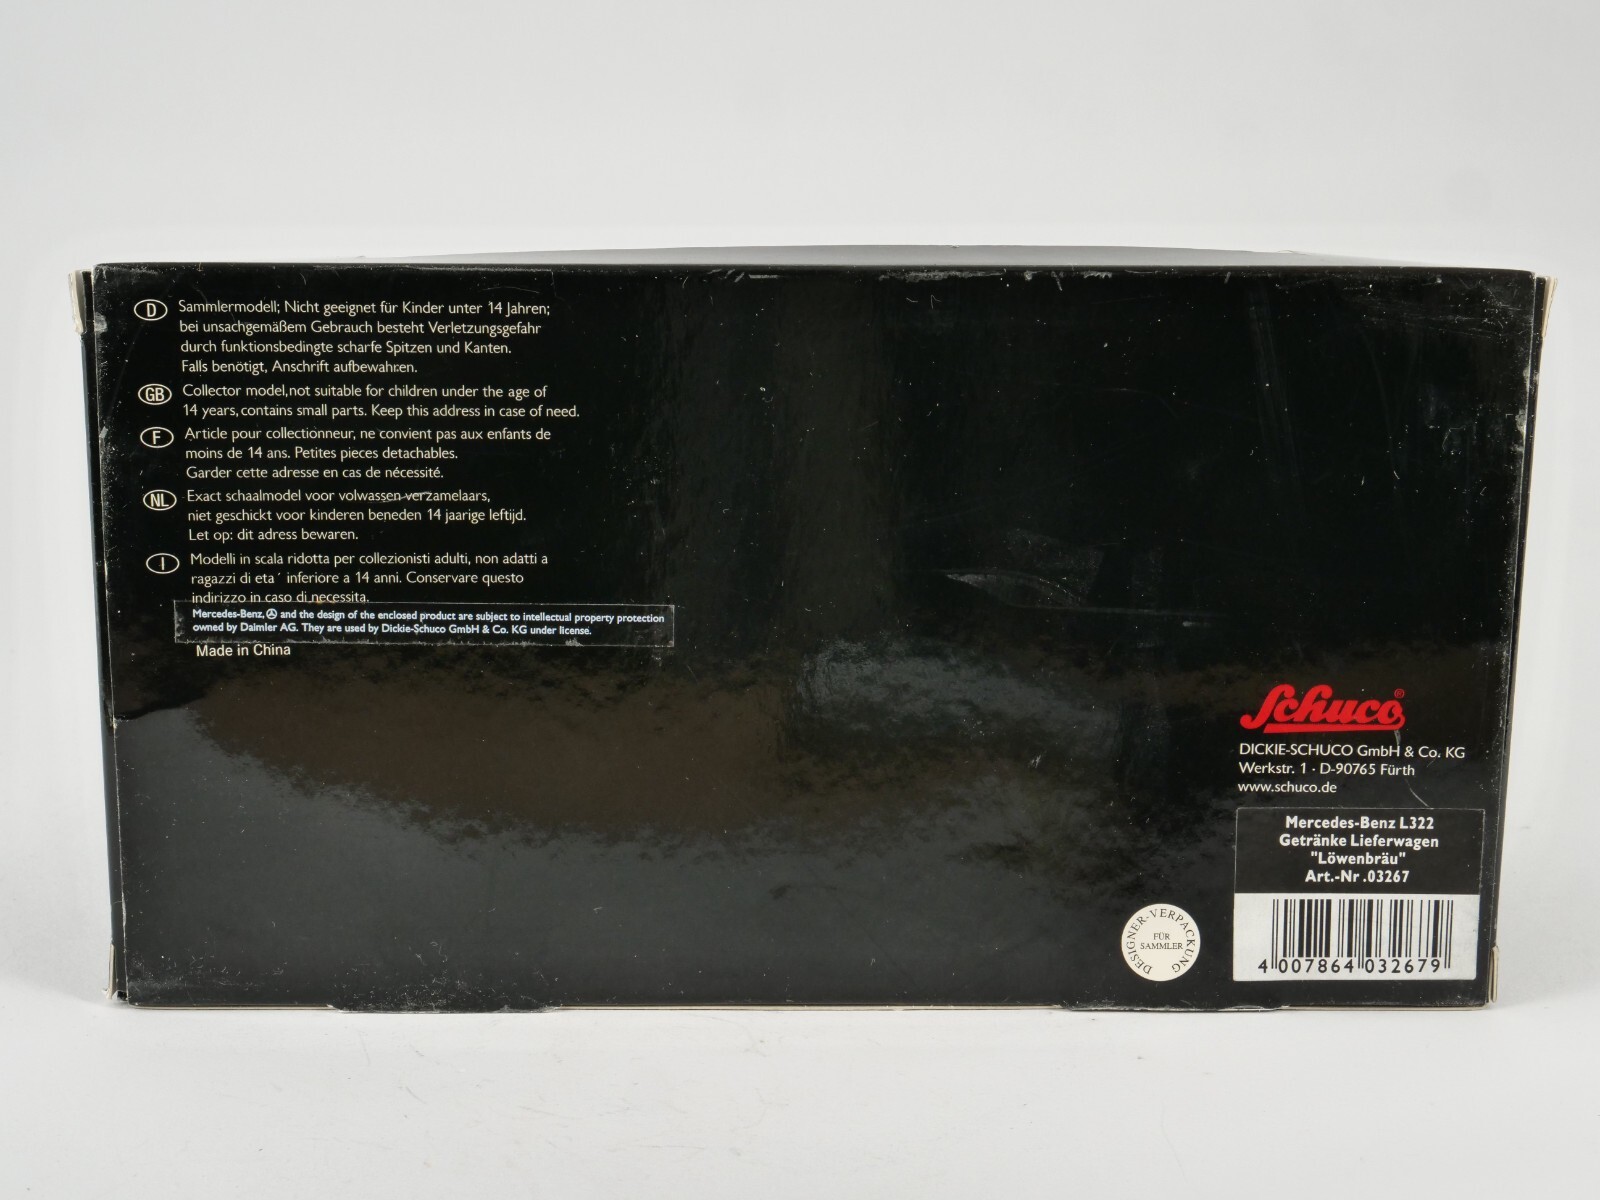 D Sammlermodell; Nicht geeignet für Kinder unter 14 Jahren;
bei unsachgemäßem Gebrauch besteht Verletzungsgefahr
durch funktionsbedingte scharfe Spitzen und Kanten.
Falls benötigt, Anschrift aufbewahren.
GB Collector model,not suitable for children under the age of
14 years, contains small parts. Keep this address in case of need.
F Article pour collectionneur, ne convient pas aux enfants de
moins de 14 ans. Petites pieces detachables.
Garder cette adresse en cas de nécessité.
NL Exact schaalmodel voor volwassen verzamelaars,
niet geschickt voor kinderen beneden 14 jaarige leftijd.
Let op: dit adress bewaren.
I Modelli in scala ridotta per collezionisti adulti, non adatti a
ragazzi di eta´ inferiore a 14 anni. Conservare questo
indirizzo in caso di necessita.
Mercedes-Benz, and the design of the enclosed product are subject to intellectual property protection
owned by Daimler AG. They are used by Dickie-Schuco GmbH & Co. KG under license.
Made in China
Schuco®
DICKIE-SCHUCO GmbH & Co. KG
Werkstr. 1 · D-90765 Fürth
www.schuco.de
Mercedes-Benz L322
Getränke Lieferwagen
"Löwenbräu"
Art.-Nr .03267
4 007864 032679
DESIGNER-VERPACKUNG
FÜR
SAMMLER